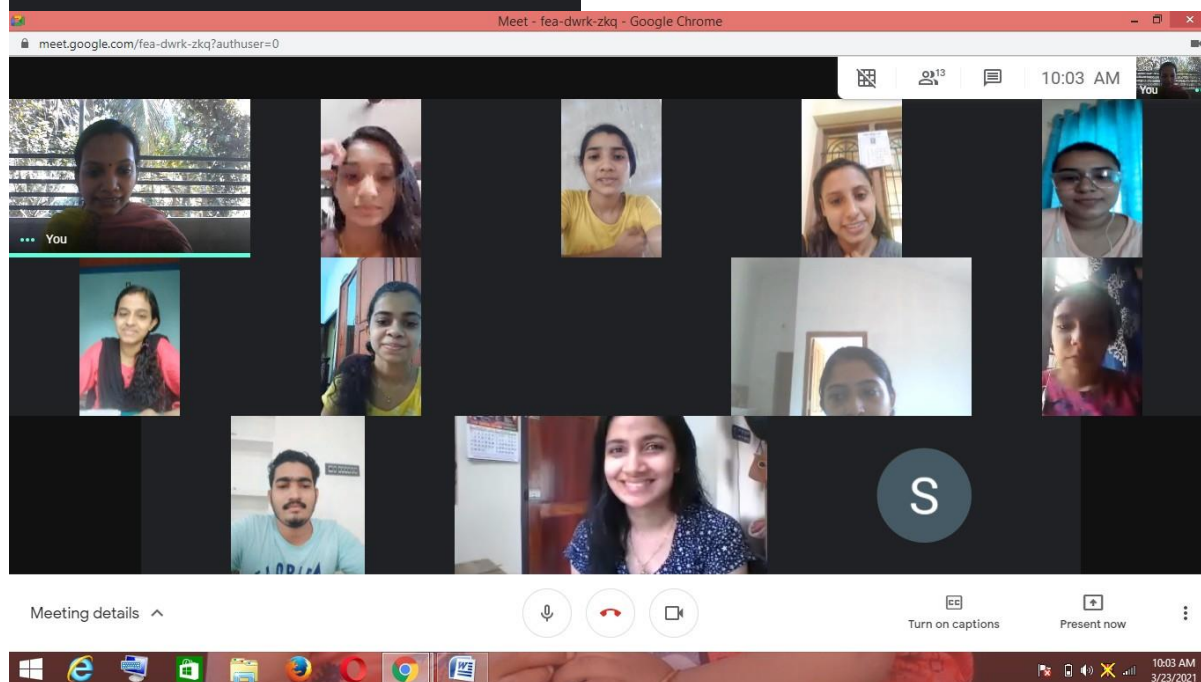 Meet - fea-dwrk-zkq - Google Chrome
meet.google.com/fea-dwrk-zkq?authuser=0
13
10:03 AM
You
You
S
Meeting details
CC
Turn on captions
Present now
10:03 AM
3/23/2021